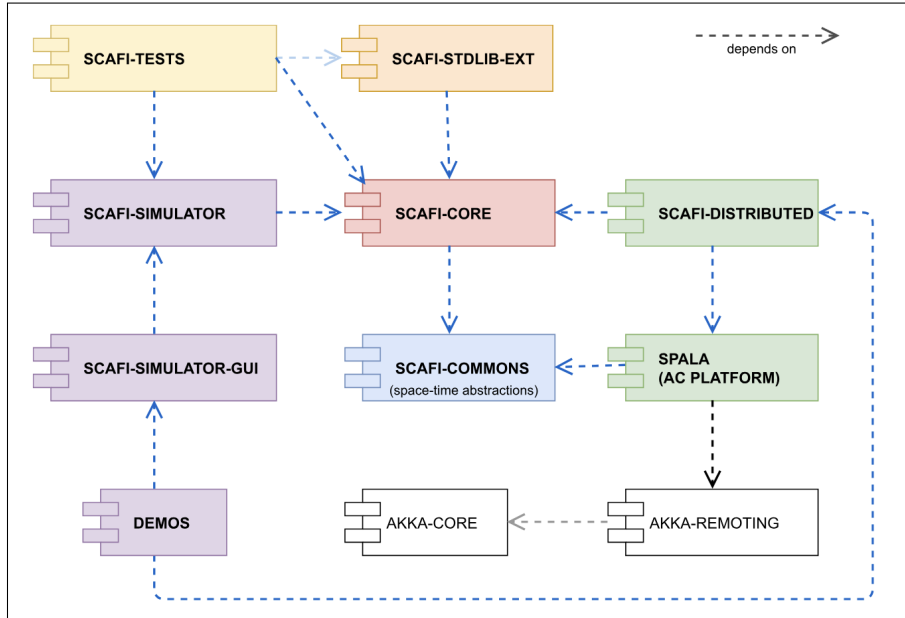 SCAFI-TESTS
SCAFI-STDLIB-EXT
depends on
SCAFI-SIMULATOR
SCAFI-CORE
SCAFI-DISTRIBUTED
SCAFI-SIMULATOR-GUI
SCAFI-COMMONS
(space-time abstractions)
SPALA
(AC PLATFORM)
DEMOS
AKKA-CORE
AKKA-REMOTING